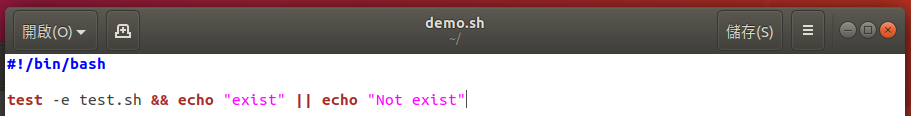 開啟(O)
demo.sh
~/
儲存(S)
#!/bin/bash
test -e test.sh && echo "exist" || echo "Not exist"